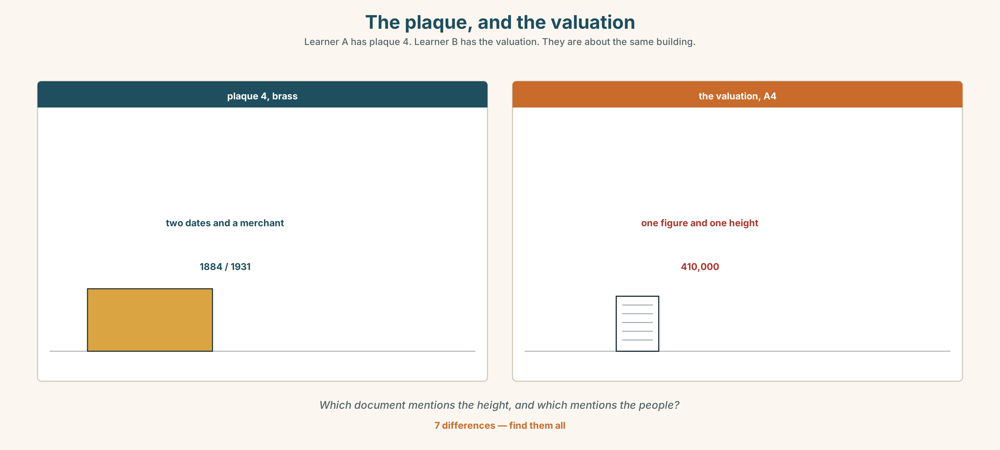 The plaque, and the valuation
Learner A has plaque 4. Learner B has the valuation. They are about the same building.
plaque 4, brass
two dates and a merchant
1884 / 1931
the valuation, A4
one figure and one height
410,000
Which document mentions the height, and which mentions the people?
7 differences — find them all